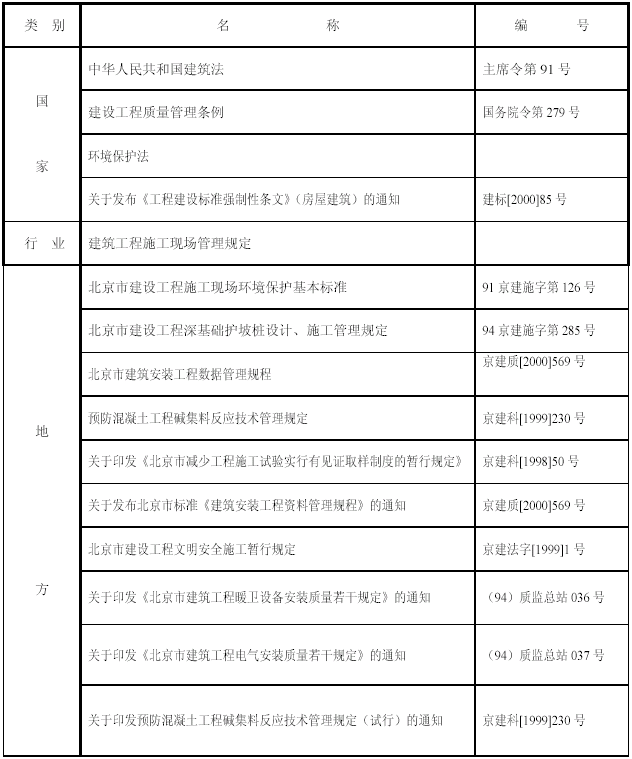 类 别 名 称 编 号
国 家
中华人民共和国建筑法 主席令第 91 号
建设工程质量管理条例 国务院令第 279 号
环境保护法
关于发布《工程建设标准强制性条文》（房屋建筑）的通知 建标[2000]85 号
行 业 建筑工程施工现场管理规定
地 方
北京市建设工程施工现场环境保护基本标准 91 京建施字第 126 号
北京市建设工程深基础护坡桩设计、施工管理规定 94 京建施字第 285 号
北京市建筑安装工程数据管理规程 京建质[2000]569 号
预防混凝土工程碱集料反应技术管理规定 京建科[1999]230 号
关于印发《北京市减少工程施工试验实行有见证取样制度的暂行规定》 京建科[1998]50 号
关于发布北京市标准《建筑安装工程资料管理规程》的通知 京建质[2000]569 号
北京市建设工程文明安全施工暂行规定 京建法字[1999]1 号
关于印发《北京市建筑工程暖卫设备安装质量若干规定》的通知 （94）质监总站 036 号
关于印发《北京市建筑工程电气安装质量若干规定》的通知 （94）质监总站 037 号
关于印发预防混凝土工程碱集料反应技术管理规定（试行）的通知 京建科[1999]230 号